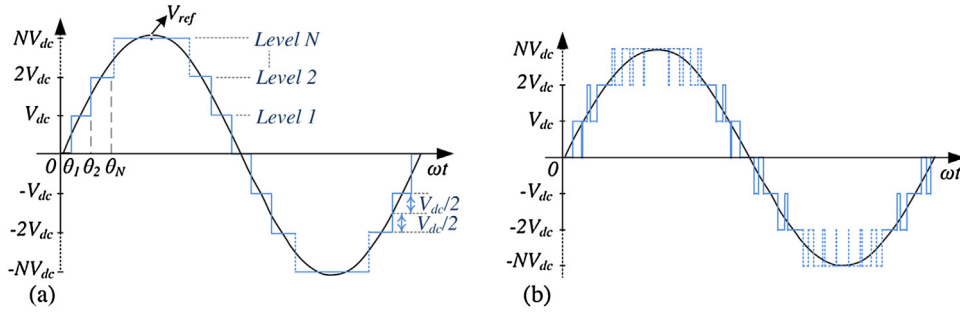 V_ref
NV_dc
Level N
2V_dc
Level 2
V_dc
Level 1
0 θ_1 θ_2 θ_N
ωt
-V_dc
V_dc/2
V_dc/2
-2V_dc
-NV_dc
(a)
NV_dc
2V_dc
V_dc
0
ωt
-V_dc
-2V_dc
-NV_dc
(b)